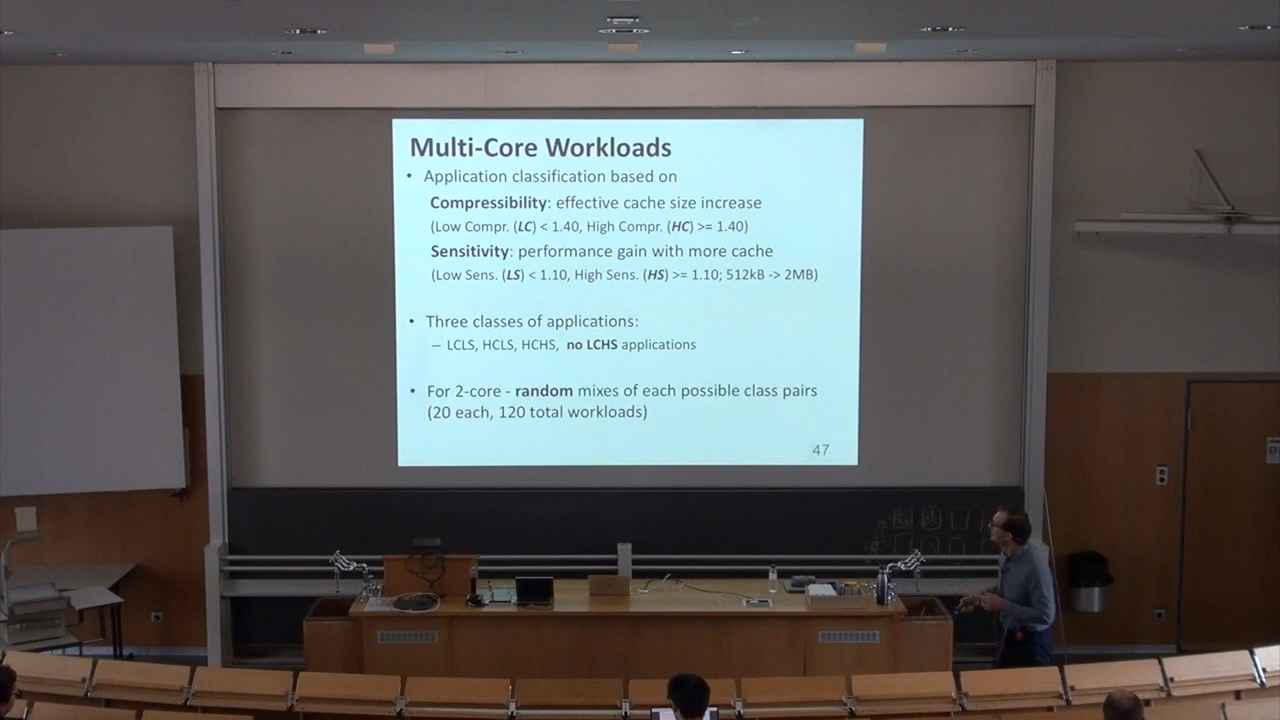 Multi-Core Workloads
• Application classification based on
Compressibility: effective cache size increase
(Low Compr. (LC) < 1.40, High Compr. (HC) >= 1.40)
Sensitivity: performance gain with more cache
(Low Sens. (LS) < 1.10, High Sens. (HS) >= 1.10; 512kB -> 2MB)
• Three classes of applications:
– LCLS, HCLS, HCHS, no LCHS applications
• For 2-core - random mixes of each possible class pairs
(20 each, 120 total workloads)
47